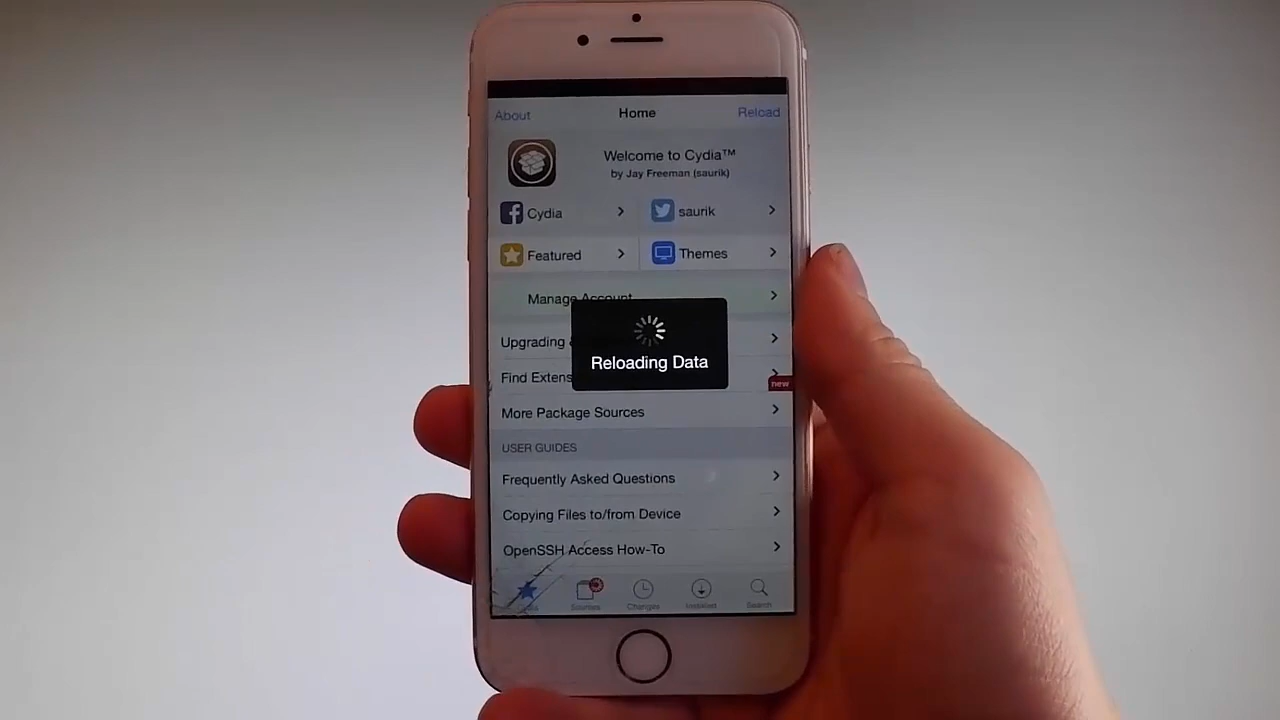 About Home Reload
Welcome to Cydia™
by Jay Freeman (saurik)
Cydia
saurik
Featured
Themes
Manage Account
Upgrading
Reloading Data
Find Extens
new
More Package Sources
USER GUIDES
Frequently Asked Questions
Copying Files to/from Device
OpenSSH Access How-To
Sources Changes Installed Search